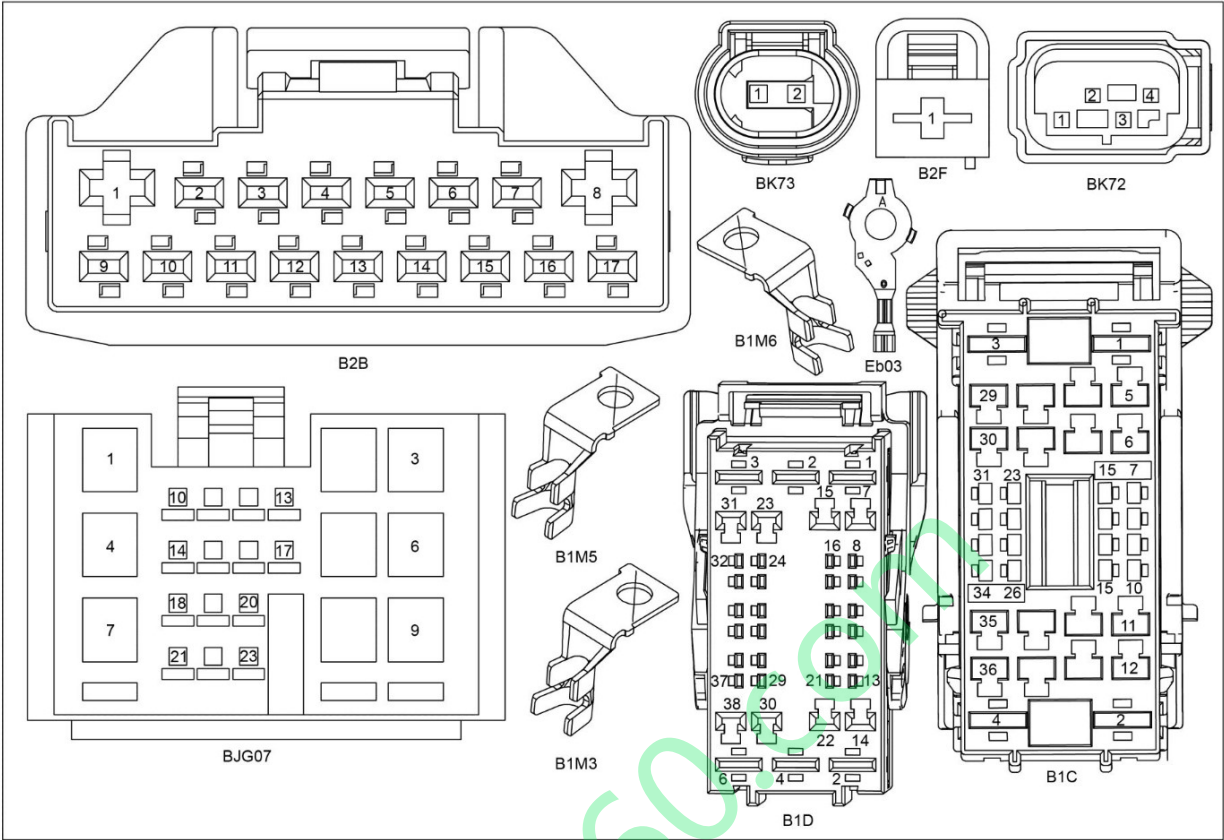 1 2 3 4 5 6 7 8
9 10 11 12 13 14 15 16 17
B2B
1 2
BK73
1
B2F
2 4
1 3
BK72
B1M6
A
Eb03
1 3
10 13
4 14 17 6
18 20
7 9
21 23
BJG07
B1M5
B1M3
3 2 1
31 23 15 7
32 24 16 8
37 29 21 13
38 30 22 14
6 4 2
B1D
3 1
29 5
30 6
31 23 15 7
34 26 15 10
35 11
36 12
4 2
B1C
60.com